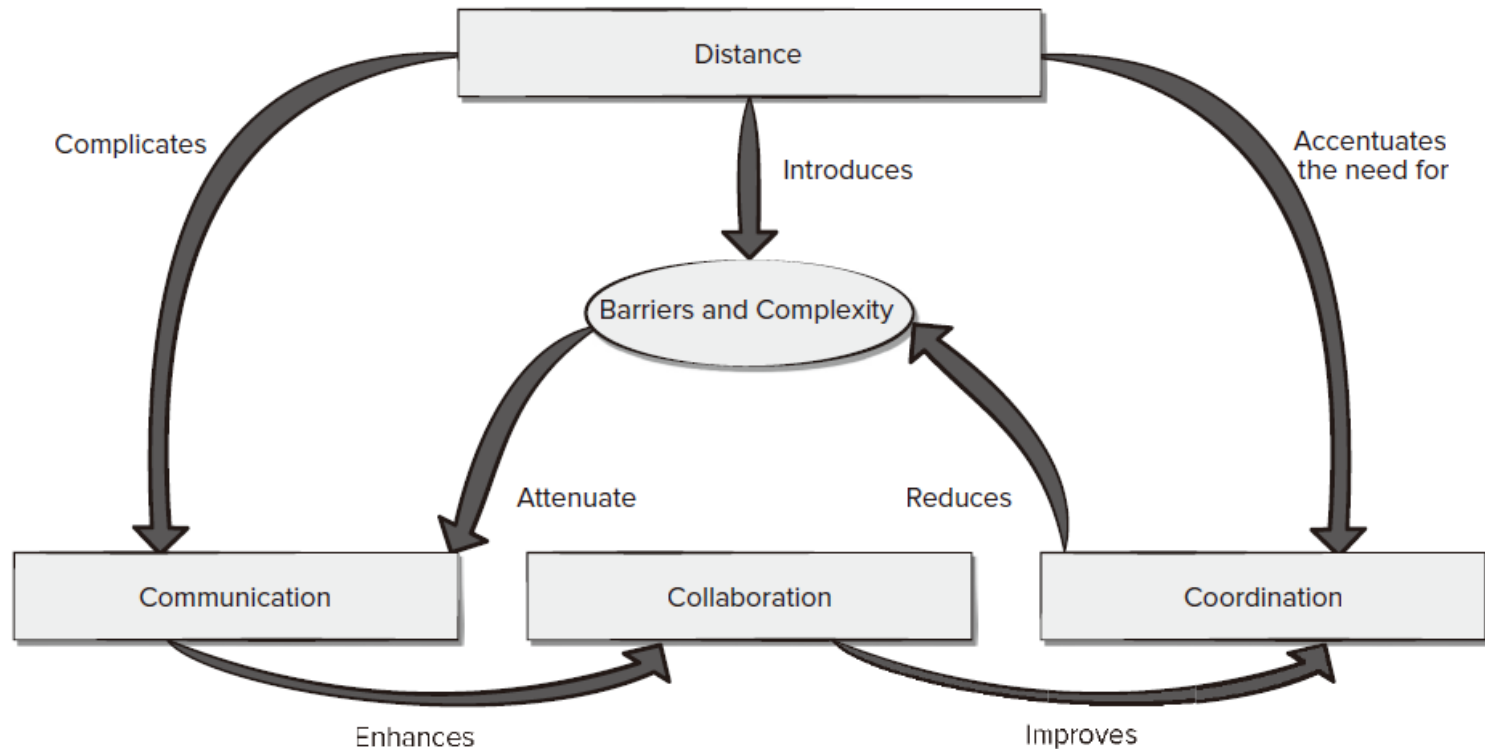 Distance
Complicates
Introduces
Accentuates
the need for
Barriers and Complexity
Attenuate
Reduces
Communication
Collaboration
Coordination
Enhances
Improves